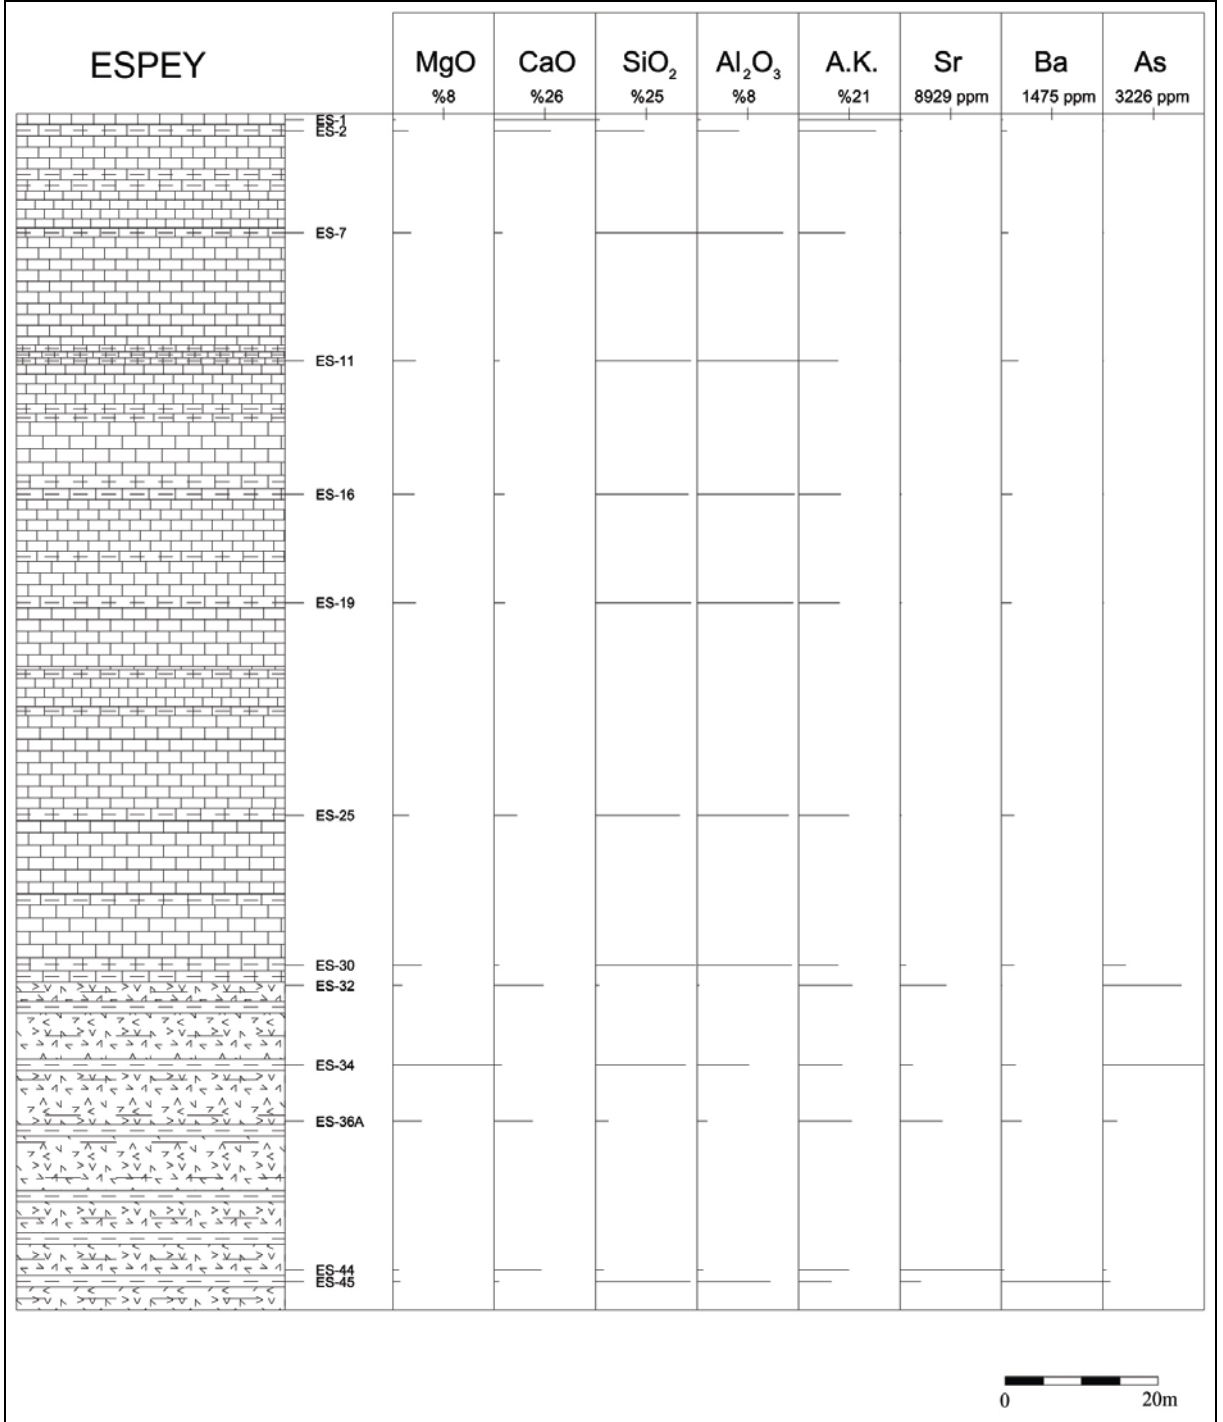 ESPEY
MgO CaO SiO₂ Al₂O₃ A.K. Sr Ba As
%8 %26 %25 %8 %21 8929 ppm 1475 ppm 3226 ppm
ES-1
ES-2
ES-7
ES-11
ES-16
ES-19
ES-25
ES-30
ES-32
ES-34
ES-36A
ES-44
ES-45
0 20m